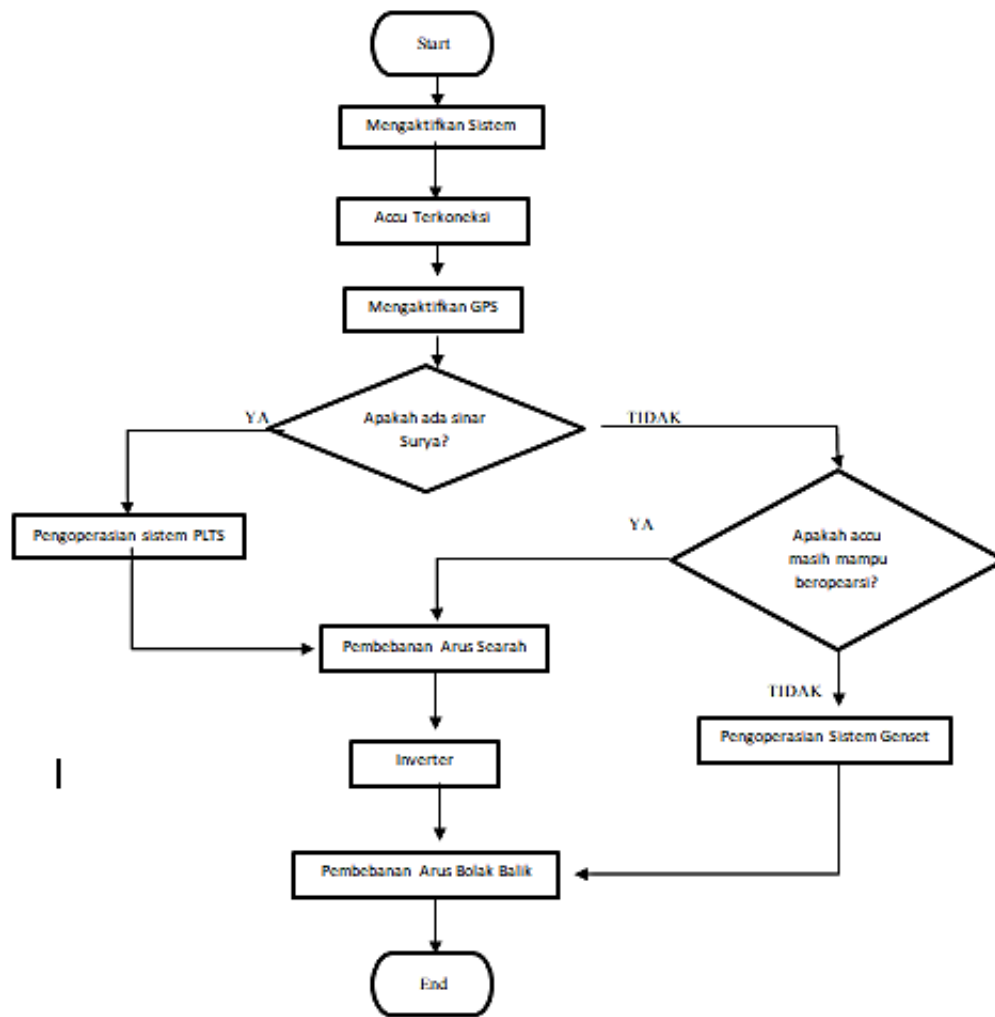 Start
Mengaktifkan Sistem
Accu Terkoneksi
Mengaktifkan GPS
Apakah ada sinar
Surya?
YA
TIDAK
Pengoperasian sistem PLTS
Apakah accu
masih mampu
beropearsi?
YA
Pembebanan Arus Searah
TIDAK
Pengoperasian Sistem Genset
Inverter
Pembebanan Arus Bolak Balik
End